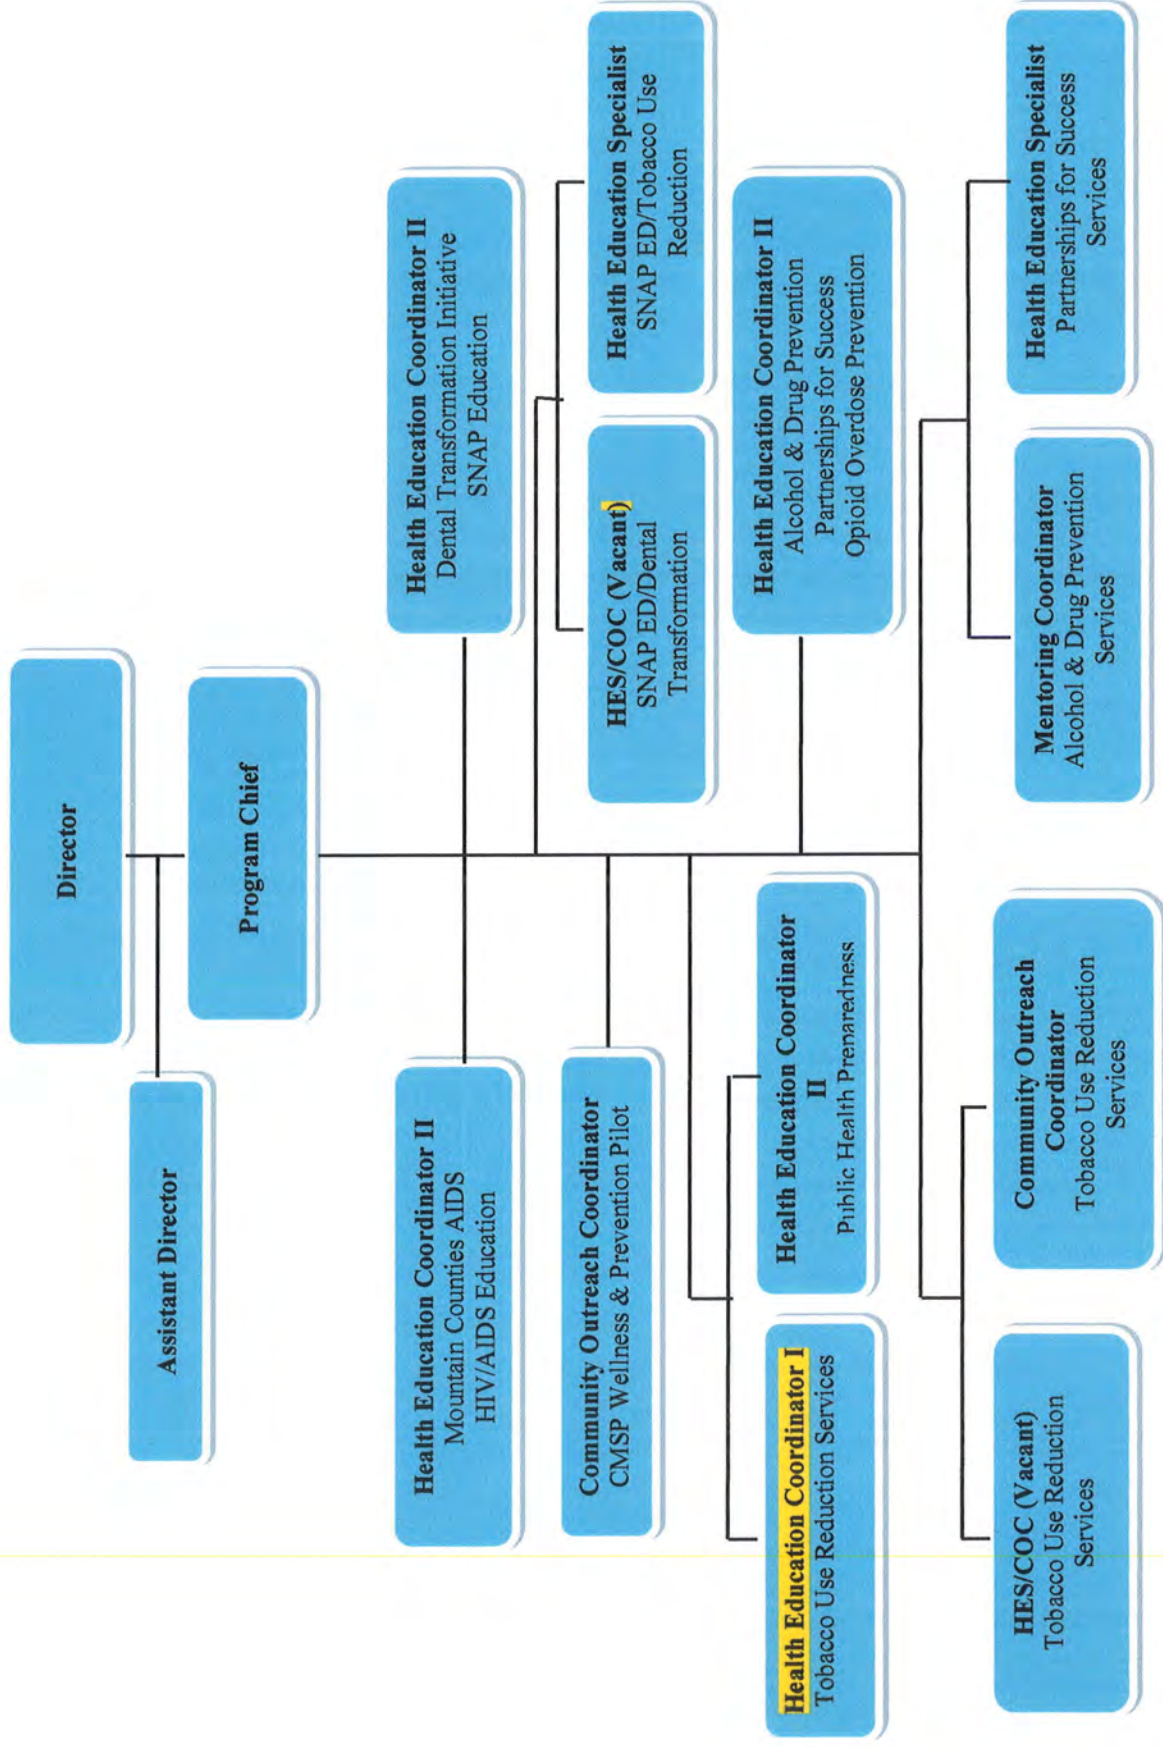 Director
Assistant Director
Program Chief
Health Education Coordinator II
Mountain Counties AIDS
HIV/AIDS Education
Health Education Coordinator II
Dental Transformation Initiative
SNAP Education
Community Outreach Coordinator
CMSP Wellness & Prevention Pilot
HES/COC (Vacant)
SNAP ED/Dental
Transformation
Health Education Specialist
SNAP ED/Tobacco Use
Reduction
Health Education Coordinator I
Tobacco Use Reduction Services
Health Education Coordinator
II
Public Health Preparedness
Health Education Coordinator II
Alcohol & Drug Prevention
Partnerships for Success
Opioid Overdose Prevention
HES/COC (Vacant)
Tobacco Use Reduction
Services
Community Outreach
Coordinator
Tobacco Use Reduction
Services
Mentoring Coordinator
Alcohol & Drug Prevention
Services
Health Education Specialist
Partnerships for Success
Services